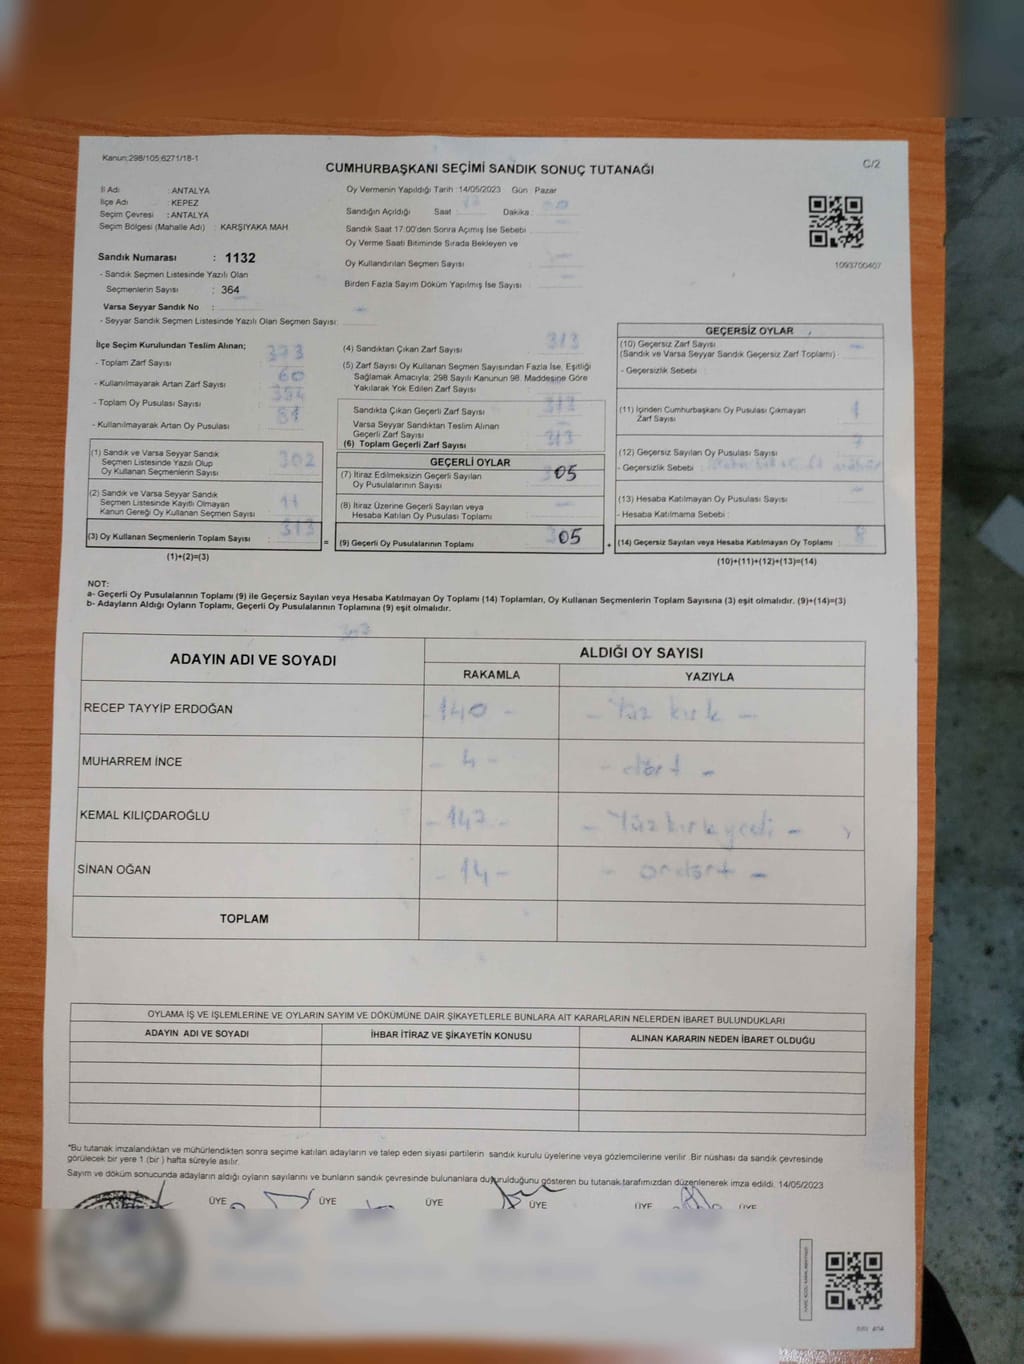 Kanun:298/105:6271/18-1
C/2
CUMHURBAŞKANI SEÇİMİ SANDIK SONUÇ TUTANAĞI
İl Adı : ANTALYA
İlçe Adı : KEPEZ
Seçim Çevresi : ANTALYA
Seçim Bölgesi (Mahalle Adı) : KARŞIYAKA MAH
Sandık Numarası : 1132
- Sandık Seçmen Listesinde Yazılı Olan
Seçmenlerin Sayısı : 364
Varsa Seyyar Sandık No :
- Seyyar Sandık Seçmen Listesinde Yazılı Olan Seçmen Sayısı:
Oy Vermenin Yapıldığı Tarih :14/05/2023 Gün : Pazar
Sandığın Açıldığı Saat : Dakika :
Sandık Saat 17:00'den Sonra Açımış İse Sebebi
Oy Verme Saati Bitiminde Sırada Bekleyen ve
Oy Kullandırılan Seçmen Sayısı
Birden Fazla Sayım Döküm Yapılmış İse Sayısı :
1093700407
İlçe Seçim Kurulundan Teslim Alınan;
- Toplam Zarf Sayısı 373
- Kullanılmayarak Artan Zarf Sayısı 60
- Toplam Oy Pusulası Sayısı 394
- Kullanılmayarak Artan Oy Pusulası 81
(1) Sandık ve Varsa Seyyar Sandık
Seçmen Listesinde Yazılı Olup
Oy Kullanan Seçmenlerin Sayısı 302
(2) Sandık ve Varsa Seyyar Sandık
Seçmen Listesinde Kayıtlı Olmayan
Kanun Gereği Oy Kullanan Seçmen Sayısı 11
(3) Oy Kullanan Seçmenlerin Toplam Sayısı : 313
(1)+(2)=(3)
(4) Sandıktan Çıkan Zarf Sayısı 313
(5) Zarf Sayısı Oy Kullanan Seçmen Sayısından Fazla İse, Eşitliği
Sağlamak Amacıyla; 298 Sayılı Kanunun 98. Maddesine Göre
Yakılarak Yok Edilen Zarf Sayısı
Sandıkta Çıkan Geçerli Zarf Sayısı 313
Varsa Seyyar Sandıktan Teslim Alınan
Geçerli Zarf Sayısı
(6) Toplam Geçerli Zarf Sayısı 313
GEÇERLİ OYLAR
(7) İtiraz Edilmeksizin Geçerli Sayılan
Oy Pusulalarının Sayısı 305
(8) İtiraz Üzerine Geçerli Sayılan veya
Hesaba Katılan Oy Pusulası Toplamı
= (9) Geçerli Oy Pusulalarının Toplamı 305 +
GEÇERSİZ OYLAR
(10) Geçersiz Zarf Sayısı
(Sandık ve Varsa Seyyar Sandık Geçersiz Zarf Toplamı)
- Geçersizlik Sebebi :
(11) İçinden Cumhurbaşkanı Oy Pusulası Çıkmayan
Zarf Sayısı 1
(12) Geçersiz Sayılan Oy Pusulası Sayısı 7
- Geçersizlik Sebebi :
(13) Hesaba Katılmayan Oy Pusulası Sayısı
- Hesaba Katılmama Sebebi :
(14) Geçersiz Sayılan veya Hesaba Katılmayan Oy Toplamı : 8
(10)+(11)+(12)+(13)=(14)
NOT:
a- Geçerli Oy Pusulalarının Toplamı (9) ile Geçersiz Sayılan veya Hesaba Katılmayan Oy Toplamı (14) Toplamları, Oy Kullanan Seçmenlerin Toplam Sayısına (3) eşit olmalıdır. (9)+(14)=(3)
b- Adayların Aldığı Oyların Toplamı, Geçerli Oy Pusulalarının Toplamına (9) eşit olmalıdır.
ADAYIN ADI VE SOYADI
ALDIĞI OY SAYISI
RAKAMLA YAZIYLA
RECEP TAYYİP ERDOĞAN - 140 - - Yüz kırk -
MUHARREM İNCE - 4 - - dört -
KEMAL KILIÇDAROĞLU - 147 - - Yüz kırk yedi -
SİNAN OĞAN - 14 - - ondört -
TOPLAM
OYLAMA İŞ VE İŞLEMLERİNE VE OYLARIN SAYIM VE DÖKÜMÜNE DAİR ŞİKAYETLERLE BUNLARA AİT KARARLARIN NELERDEN İBARET BULUNDUKLARI
ADAYIN ADI VE SOYADI İHBAR İTİRAZ VE ŞİKAYETİN KONUSU ALINAN KARARIN NEDEN İBARET OLDUĞU
*Bu tutanak imzalandıktan ve mühürlendikten sonra seçime katılan adayların ve talep eden siyasi partilerin sandık kurulu üyelerine veya gözlemcilerine verilir .Bir nüshası da sandık çevresinde
görülecek bir yere 1 (bir ) hafta süreyle asılır.
Sayım ve döküm sonucunda adayların aldığı oyların sayılarını ve bunların sandık çevresinde bulunanlara duyurulduğunu gösteren bu tutanak tarafımızdan düzenlenerek imza edildi. 14/05/2023
ÜYE ÜYE ÜYE ÜYE ÜYE ÜYE